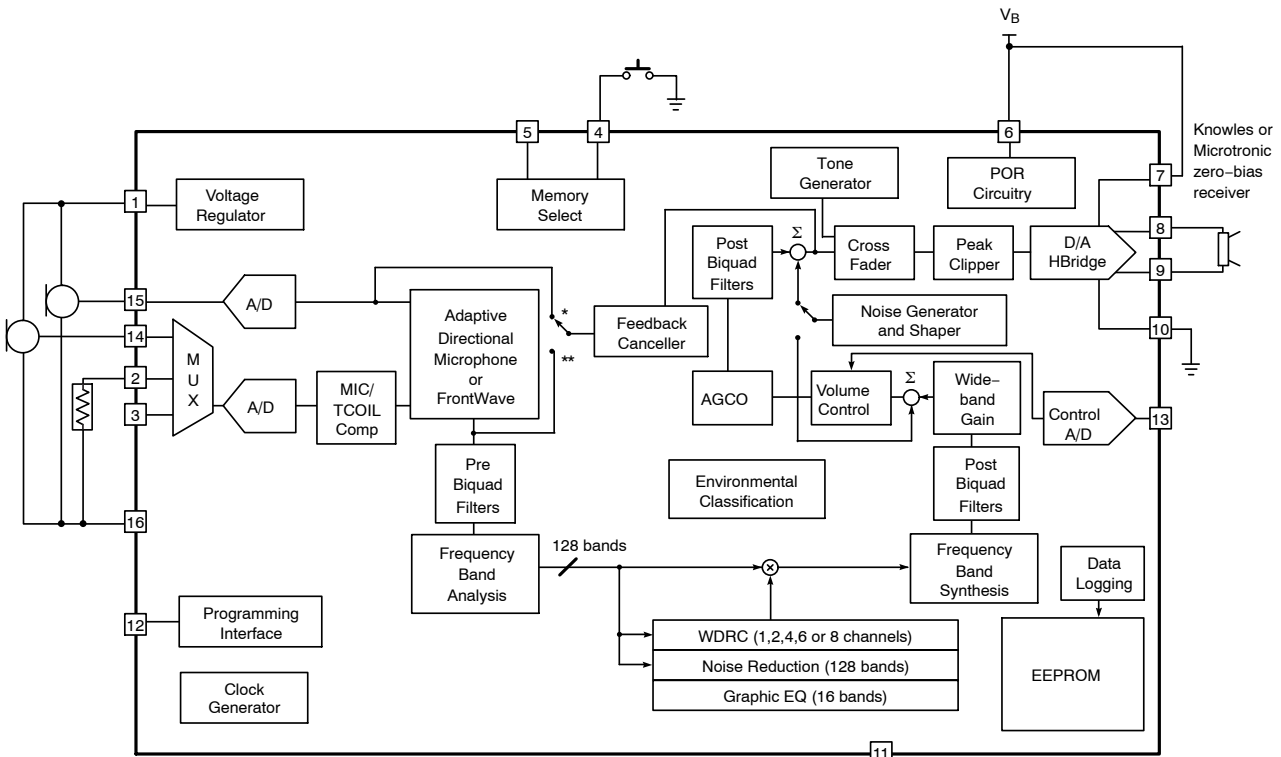 V_B
5
4
6
Knowles or
Microtronic
zero−bias
receiver
Tone
Generator
POR
Circuitry
7
Voltage
Regulator
Memory
Select
1
8
Post
Biquad
Filters
Σ
Cross
Fader
Peak
Clipper
D/A
HBridge
9
15
A/D
Adaptive
Directional
Microphone
or
FrontWave
*
**
Feedback
Canceller
Noise Generator
and Shaper
10
14
M
U
X
2
3
A/D
MIC/
TCOIL
Comp
AGCO
Volume
Control
Σ
Wide−
band
Gain
Control
A/D
13
Pre
Biquad
Filters
Environmental
Classification
Post
Biquad
Filters
16
Frequency
Band
Analysis
128 bands
Frequency
Band
Synthesis
Data
Logging
12
Programming
Interface
WDRC (1,2,4,6 or 8 channels)
Noise Reduction (128 bands)
Graphic EQ (16 bands)
EEPROM
Clock
Generator
11